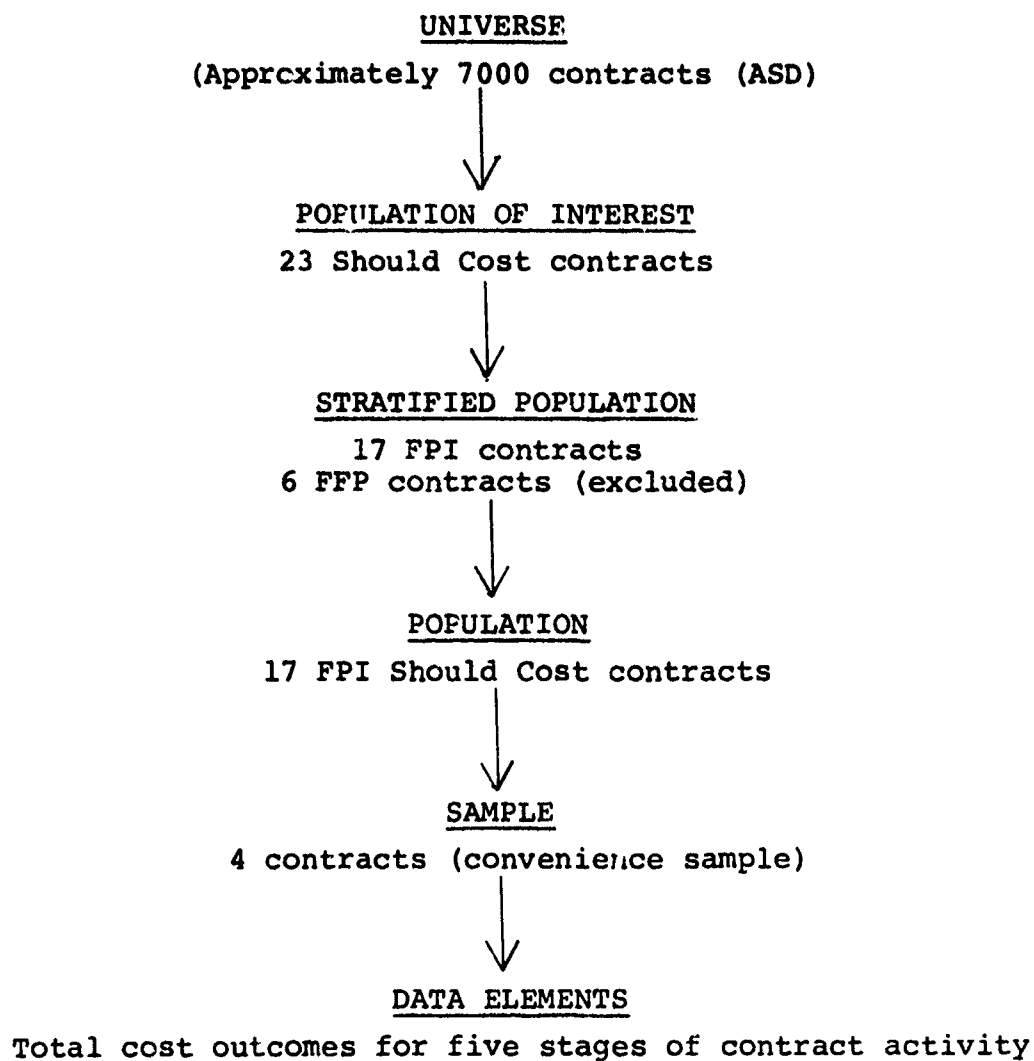 UNIVERSE
(Approximately 7000 contracts (ASD)
POPULATION OF INTEREST
23 Should Cost contracts
STRATIFIED POPULATION
17 FPI contracts
6 FFP contracts (excluded)
POPULATION
17 FPI Should Cost contracts
SAMPLE
4 contracts (convenience sample)
DATA ELEMENTS
Total cost outcomes for five stages of contract activity